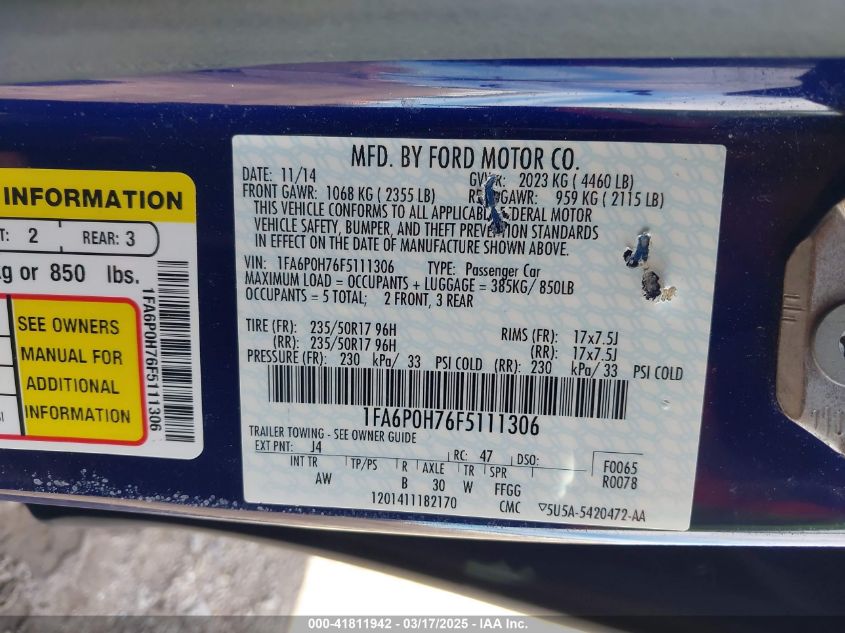 INFORMATION
T: 2 REAR: 3
kg or 850 lbs.
SEE OWNERS
MANUAL FOR
ADDITIONAL
INFORMATION
1FA6P0H76F5111306
MFD. BY FORD MOTOR CO.
DATE: 11/14 2023 KG ( 4460 LB)
FRONT GAWR: 1068 KG ( 2355 LB) 959 KG ( 2115 LB)
THIS VEHICLE CONFORMS TO ALL MOTOR
VEHICLE SAFETY, BUMPER, AND THEFT STANDARDS
IN EFFECT ON THE DATE OF MANUFACTURE SHOWN ABOVE.
VIN: 1FA6P0H76F5111306 TYPE: Passenger Car
MAXIMUM LOAD = OCCUPANTS + LUGGAGE = 385KG/ 850LB
OCCUPANTS = 5 TOTAL; 2 FRONT, 3 REAR
TIRE (FR): 235/50R17 96H RIMS (FR): 17x7.5J
(RR): 235/50R17 96H (RR): 17x7.5J
PRESSURE (FR): 230 kPa/ 33 PSI COLD (RR): 230 kPa/ 33 PSI COLD
1FA6P0H76F5111306
TRAILER TOWING - SEE OWNER GUIDE
EXT PNT: J4 RC: 47 DSO: F0065
INT TR TP/PS R AXLE TR SPR R0078
AW B 30 W FFGG
1201411182170 CMC ▽5U5A-5420472-AA
000-41811942 - 03/17/2025 - IAA Inc.